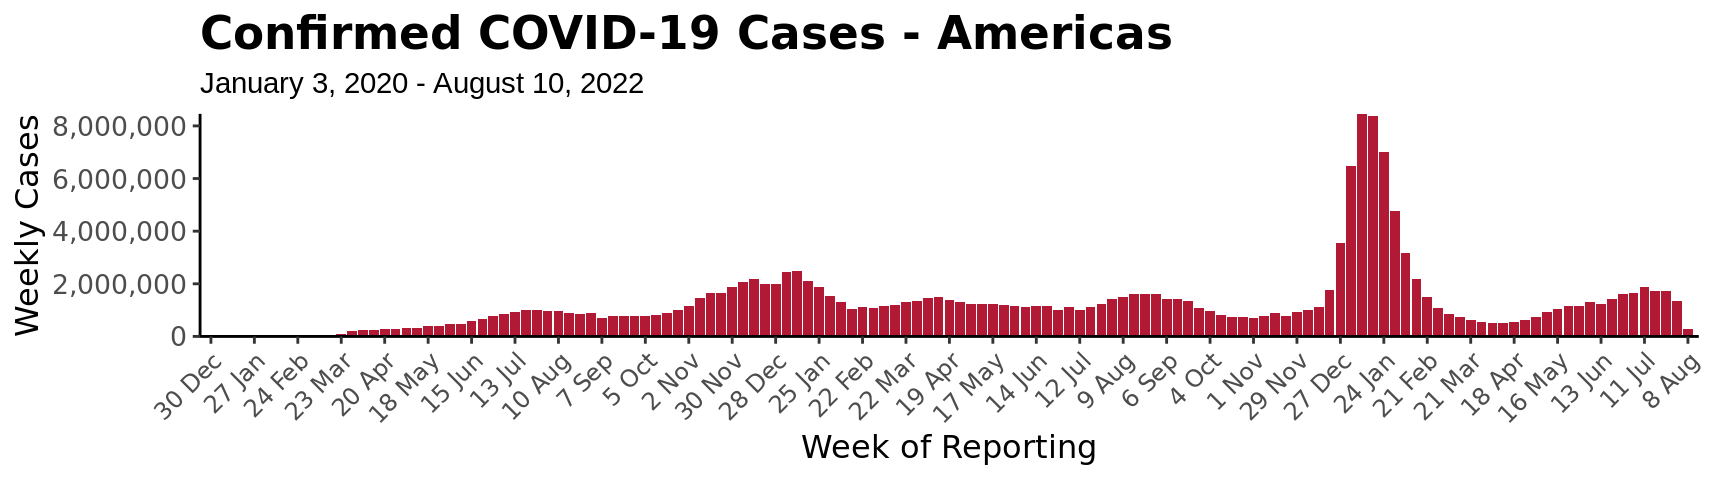 Confirmed COVID-19 Cases - Americas
January 3, 2020 - August 10, 2022
Weekly Cases
8,000,000
6,000,000
4,000,000
2,000,000
0
30 Dec
27 Jan
24 Feb
23 Mar
20 Apr
18 May
15 Jun
13 Jul
10 Aug
7 Sep
5 Oct
2 Nov
30 Nov
28 Dec
25 Jan
22 Feb
22 Mar
19 Apr
17 May
14 Jun
12 Jul
9 Aug
6 Sep
4 Oct
1 Nov
29 Nov
27 Dec
24 Jan
21 Feb
21 Mar
18 Apr
16 May
13 Jun
11 Jul
8 Aug
Week of Reporting